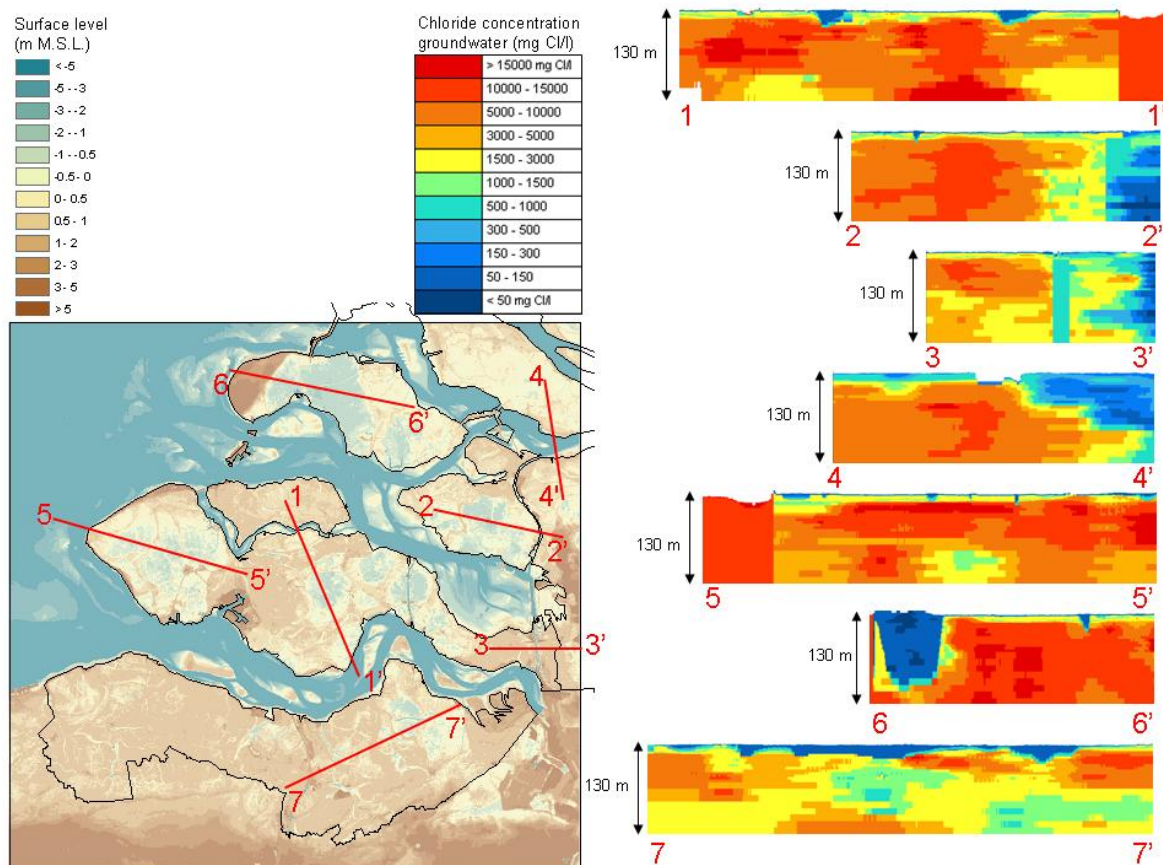 Surface level
(m M.S.L.)
< -5
-5 - -3
-3 - -2
-2 - -1
-1 - -0.5
-0.5 - 0
0 - 0.5
0.5 - 1
1 - 2
2 - 3
3 - 5
> 5
Chloride concentration
groundwater (mg Cl/l)
> 15000 mg Cl/l
10000 - 15000
5000 - 10000
3000 - 5000
1500 - 3000
1000 - 1500
500 - 1000
300 - 500
150 - 300
50 - 150
< 50 mg Cl/l
6
6'
4
4'
1
1'
2
2'
5
5'
3
3'
7
7'
130 m
1
1
130 m
2
2'
130 m
3
3'
130 m
4
4'
130 m
5
5'
130 m
6
6'
130 m
7
7'